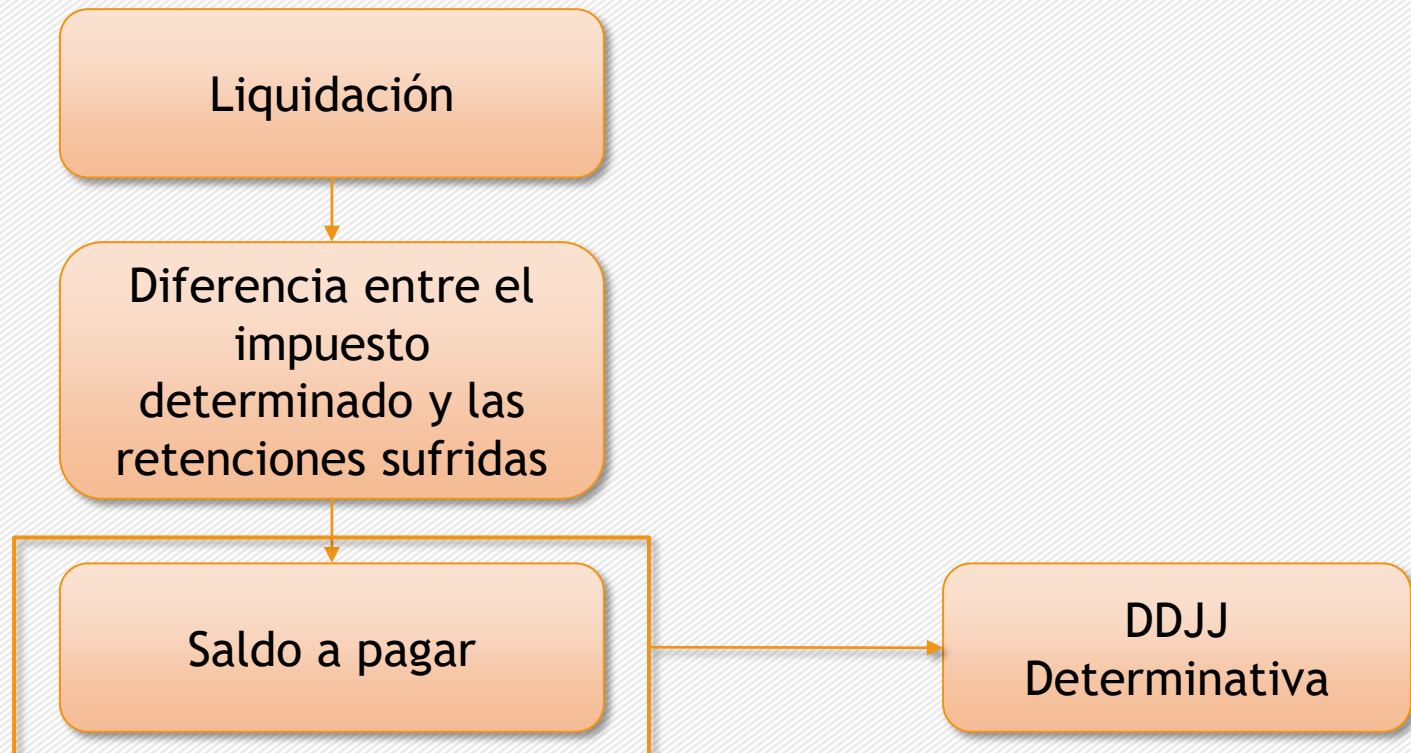 Liquidación
Diferencia entre el
impuesto
determinado y las
retenciones sufridas
Saldo a pagar
DDJJ
Determinativa